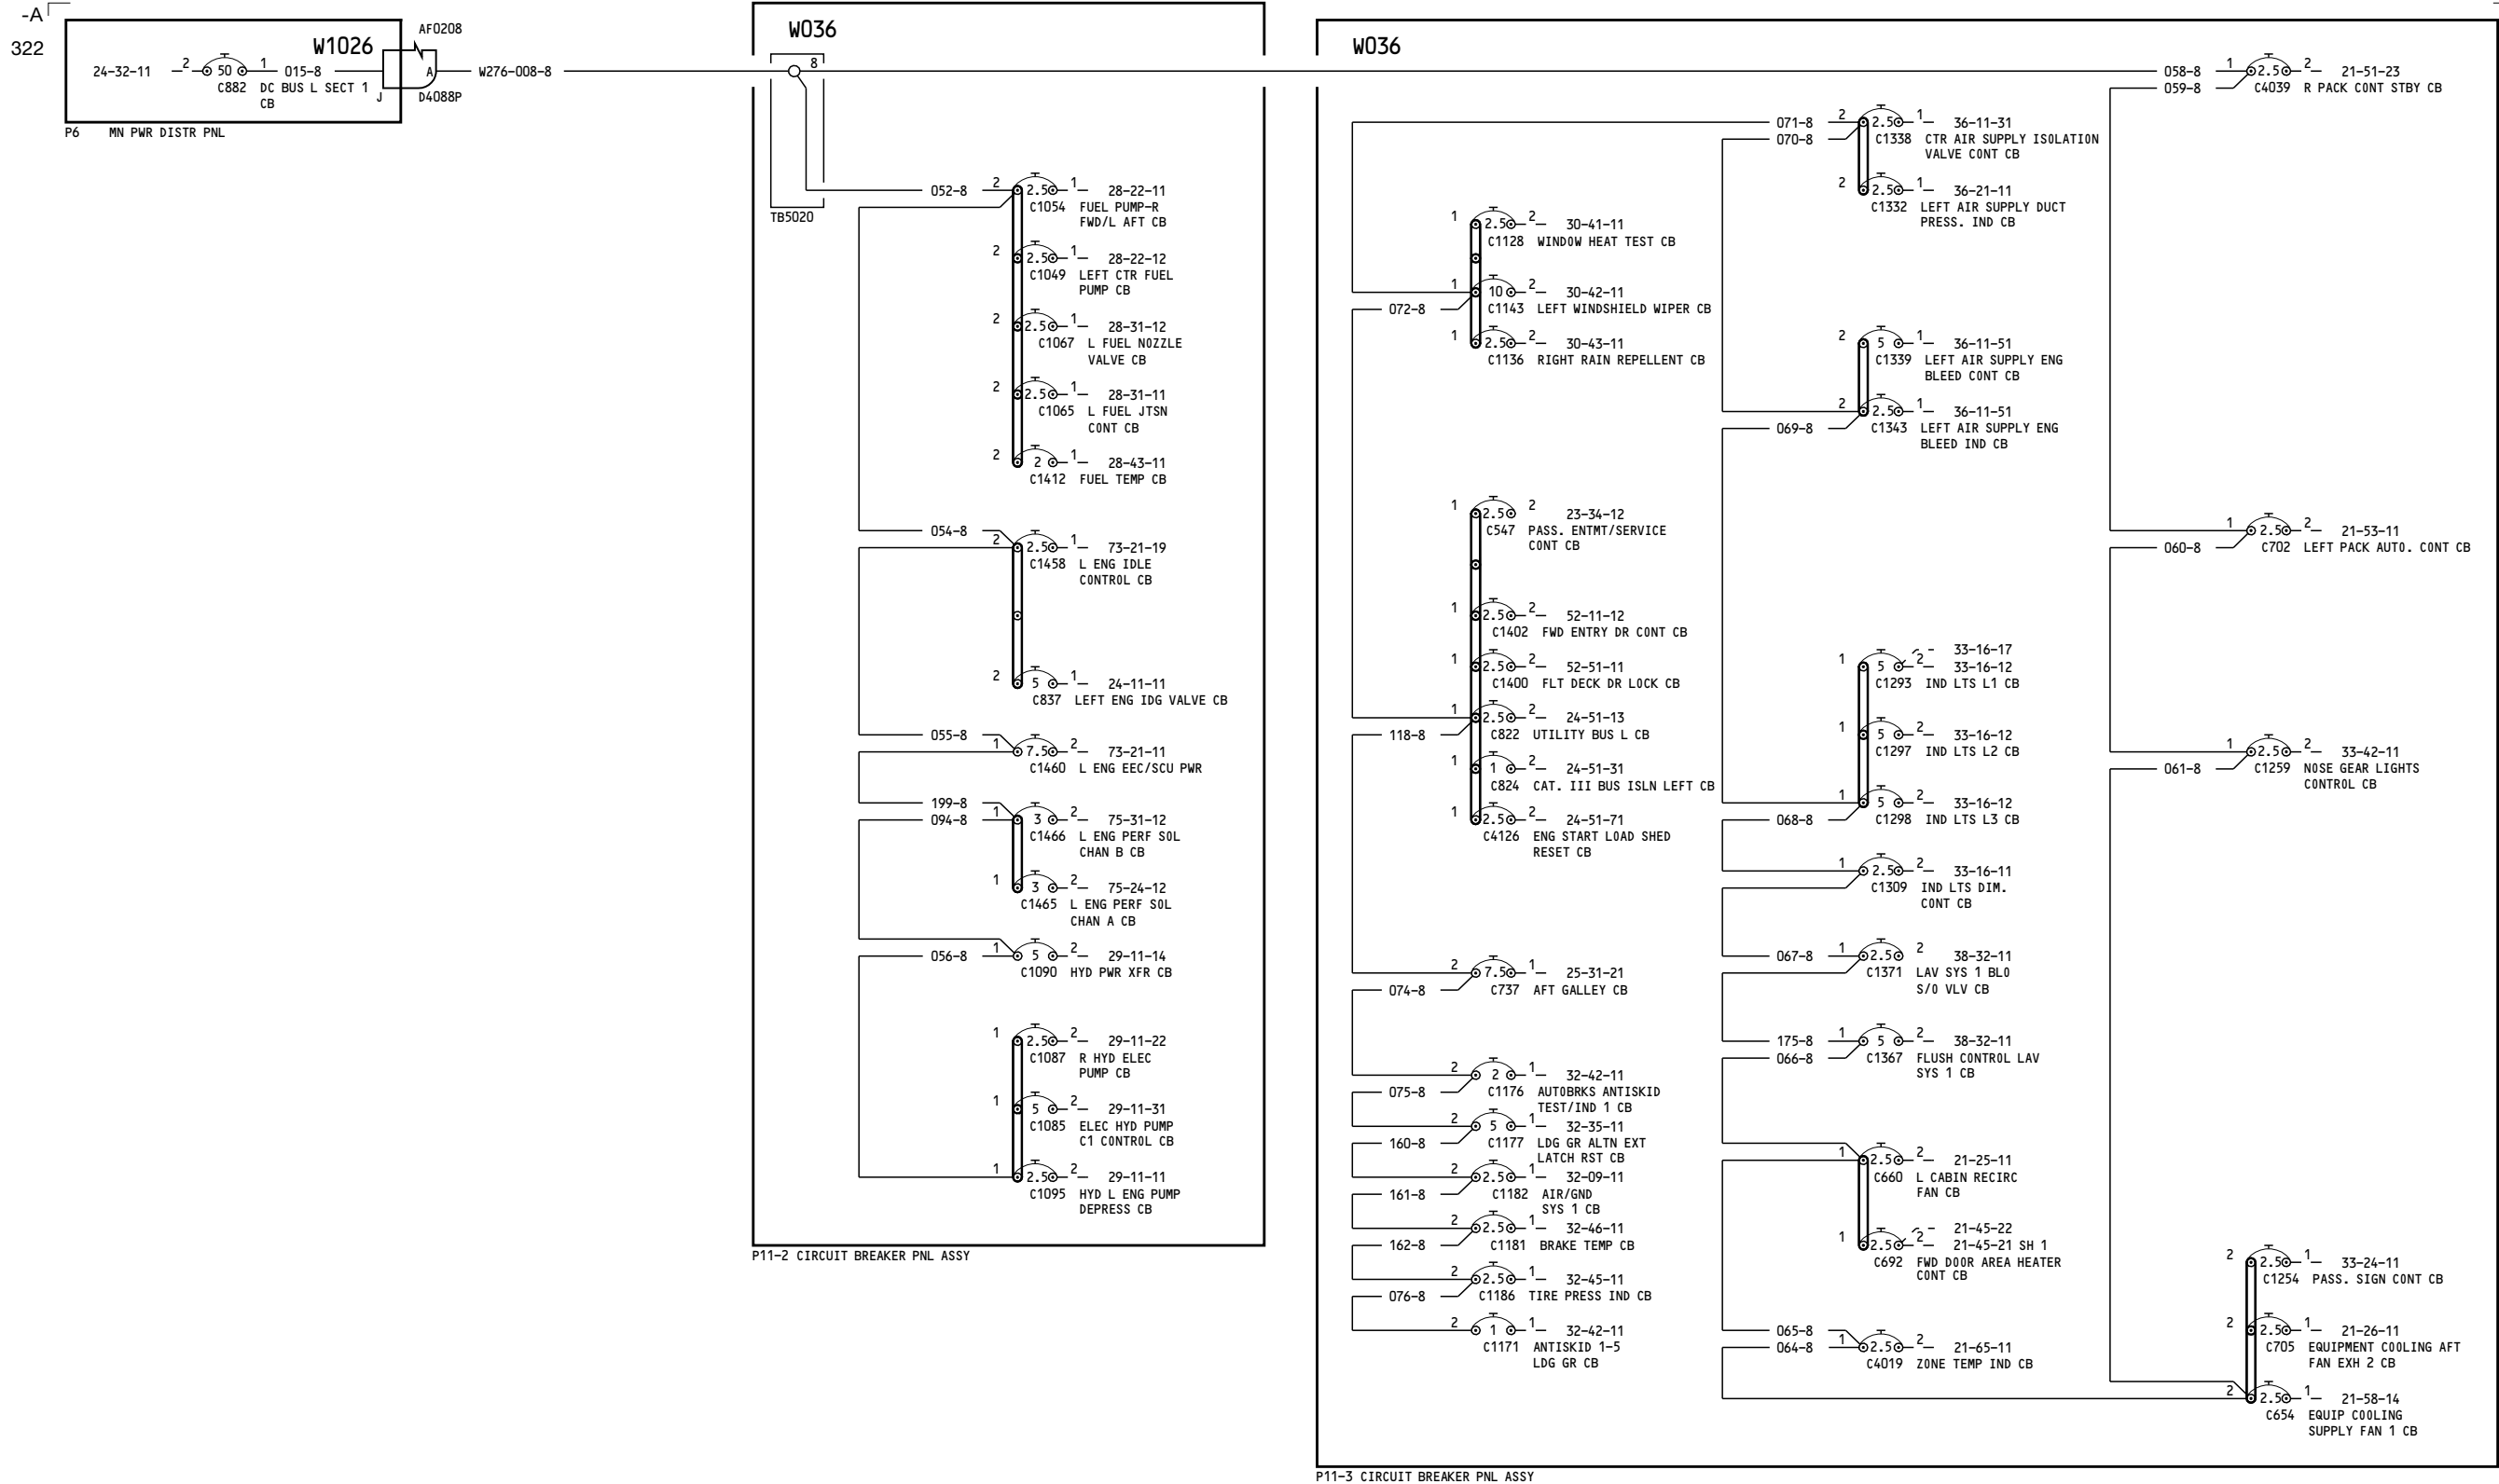 -A
322
W1026
AF0208
24-32-11 2 50 1 015-8 A W276-008-8
C882 DC BUS L SECT 1
CB
J D4088P
P6 MN PWR DISTR PNL
W036
8
TB5020
052-8 2 2.5 1 28-22-11
C1054 FUEL PUMP-R
FWD/L AFT CB
2 2.5 1 28-22-12
C1049 LEFT CTR FUEL
PUMP CB
2 2.5 1 28-31-12
C1067 L FUEL NOZZLE
VALVE CB
2 2.5 1 28-31-11
C1065 L FUEL JTSN
CONT CB
2 2 1 28-43-11
C1412 FUEL TEMP CB
054-8
2 2.5 1 73-21-19
C1458 L ENG IDLE
CONTROL CB
2 5 1 24-11-11
C837 LEFT ENG IDG VALVE CB
055-8
1 7.5 2 73-21-11
C1460 L ENG EEC/SCU PWR
199-8
094-8 1 3 2 75-31-12
C1466 L ENG PERF SOL
CHAN B CB
1 3 2 75-24-12
C1465 L ENG PERF SOL
CHAN A CB
056-8 1 5 2 29-11-14
C1090 HYD PWR XFR CB
1 2.5 2 29-11-22
C1087 R HYD ELEC
PUMP CB
1 5 2 29-11-31
C1085 ELEC HYD PUMP
C1 CONTROL CB
1 2.5 2 29-11-11
C1095 HYD L ENG PUMP
DEPRESS CB
P11-2 CIRCUIT BREAKER PNL ASSY
W036
1 2.5 2 30-41-11
C1128 WINDOW HEAT TEST CB
1 10 2 30-42-11
072-8 C1143 LEFT WINDSHIELD WIPER CB
1 2.5 2 30-43-11
C1136 RIGHT RAIN REPELLENT CB
1 2.5 2 23-34-12
C547 PASS. ENTMT/SERVICE
CONT CB
1 2.5 2 52-11-12
C1402 FWD ENTRY DR CONT CB
1 2.5 2 52-51-11
C1400 FLT DECK DR LOCK CB
1 2.5 2 24-51-13
118-8 C822 UTILITY BUS L CB
1 1 2 24-51-31
C824 CAT. III BUS ISLN LEFT CB
1 2.5 2 24-51-71
C4126 ENG START LOAD SHED
RESET CB
2 7.5 1 25-31-21
074-8 C737 AFT GALLEY CB
2 2 1 32-42-11
075-8 C1176 AUTOBRKS ANTISKID
TEST/IND 1 CB
2 5 1 32-35-11
160-8 C1177 LDG GR ALTN EXT
LATCH RST CB
2 2.5 1 32-09-11
161-8 C1182 AIR/GND
SYS 1 CB
2 2.5 1 32-46-11
162-8 C1181 BRAKE TEMP CB
2 2.5 1 32-45-11
076-8 C1186 TIRE PRESS IND CB
2 1 1 32-42-11
C1171 ANTISKID 1-5
LDG GR CB
071-8 2 2.5 1 36-11-31
070-8 C1338 CTR AIR SUPPLY ISOLATION
VALVE CONT CB
2 2.5 1 36-21-11
C1332 LEFT AIR SUPPLY DUCT
PRESS. IND CB
2 5 1 36-11-51
C1339 LEFT AIR SUPPLY ENG
BLEED CONT CB
2 2.5 1 36-11-51
069-8 C1343 LEFT AIR SUPPLY ENG
BLEED IND CB
33-16-17
1 5 2 33-16-12
C1293 IND LTS L1 CB
1 5 2 33-16-12
C1297 IND LTS L2 CB
1 5 2 33-16-12
068-8 C1298 IND LTS L3 CB
1 2.5 2 33-16-11
C1309 IND LTS DIM.
CONT CB
067-8 1 2.5 2 38-32-11
C1371 LAV SYS 1 BLO
S/O VLV CB
175-8 1 5 2 38-32-11
066-8 C1367 FLUSH CONTROL LAV
SYS 1 CB
1 2.5 2 21-25-11
C660 L CABIN RECIRC
FAN CB
21-45-22
1 2.5 2 21-45-21 SH 1
C692 FWD DOOR AREA HEATER
CONT CB
065-8
064-8 1 2.5 2 21-65-11
C4019 ZONE TEMP IND CB
058-8 1 2.5 2 21-51-23
059-8 C4039 R PACK CONT STBY CB
1 2.5 2 21-53-11
060-8 C702 LEFT PACK AUTO. CONT CB
1 2.5 2 33-42-11
061-8 C1259 NOSE GEAR LIGHTS
CONTROL CB
2 2.5 1 33-24-11
C1254 PASS. SIGN CONT CB
2 2.5 1 21-26-11
C705 EQUIPMENT COOLING AFT
FAN EXH 2 CB
2 2.5 1 21-58-14
C654 EQUIP COOLING
SUPPLY FAN 1 CB
P11-3 CIRCUIT BREAKER PNL ASSY